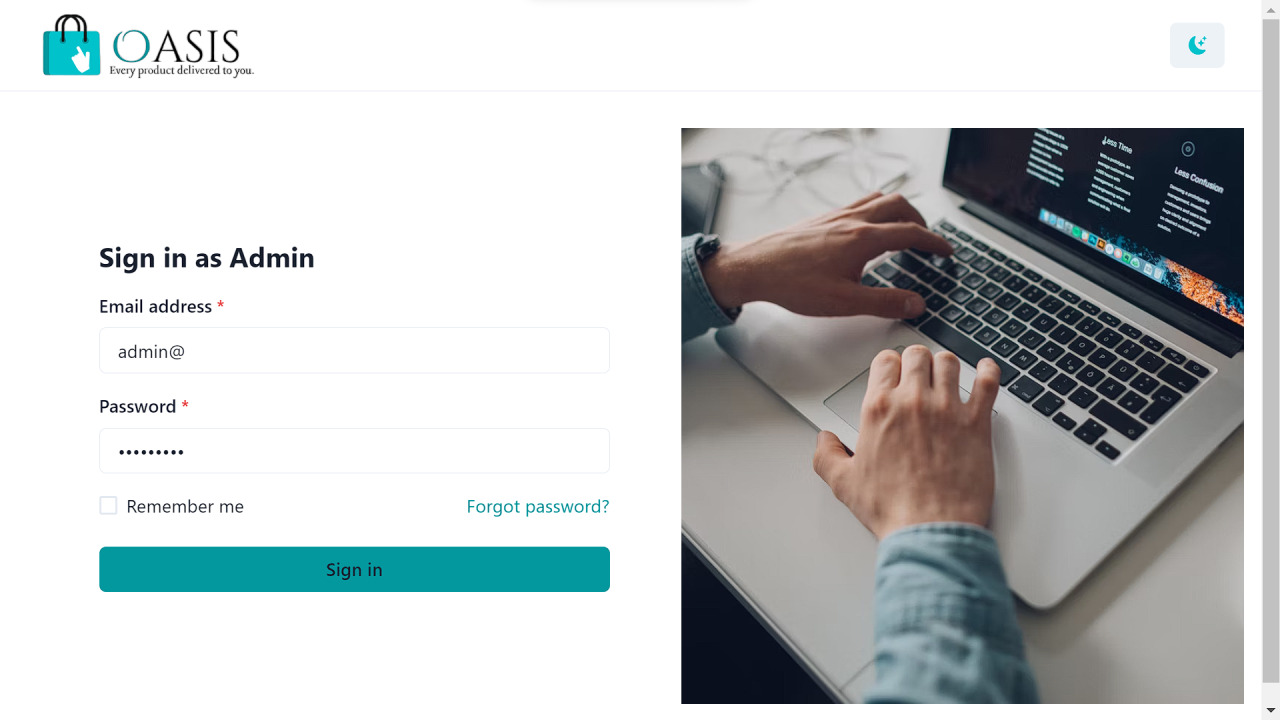 OASIS
Every product delivered to you.
Sign in as Admin
Email address *
admin@
Password *
•••••••••
Remember me
Forgot password?
Sign in
Less Time
Less Confusion